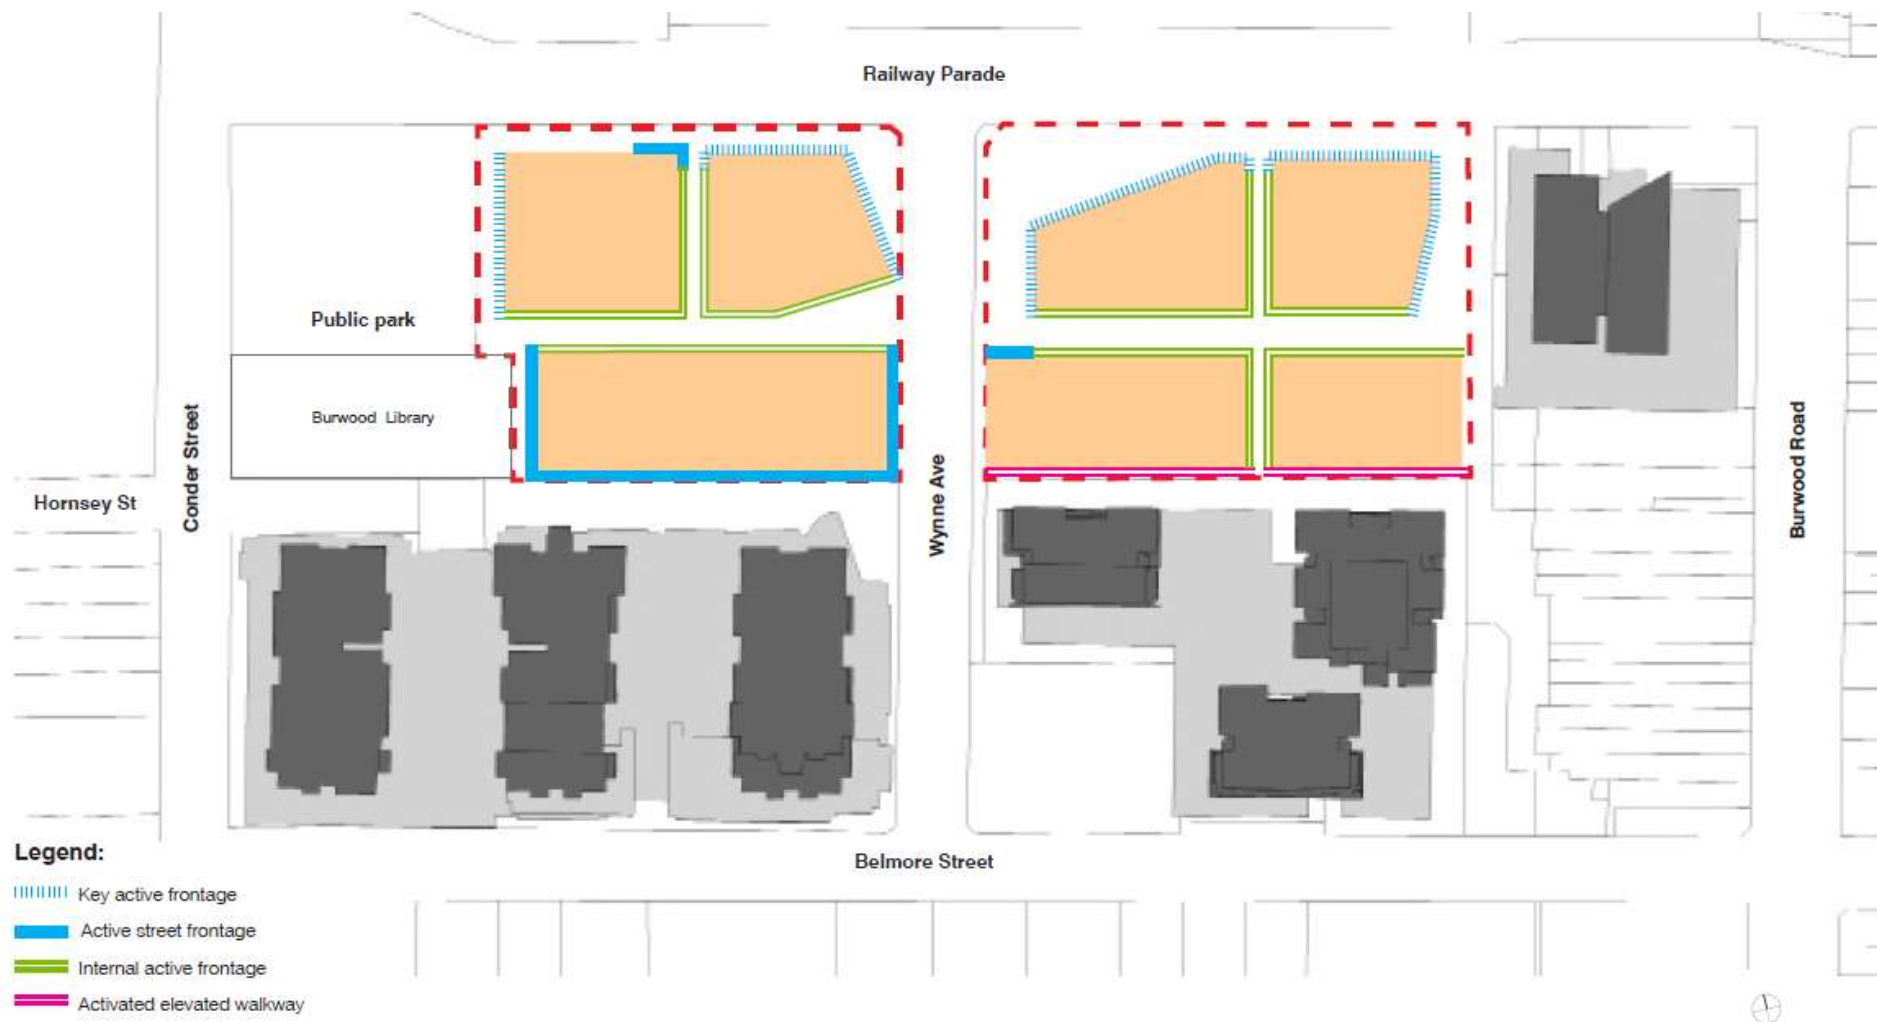 Railway Parade
Public park
Burwood Library
Conder Street
Hornsey St
Wynne Ave
Burwood Road
Belmore Street
Legend:
Key active frontage
Active street frontage
Internal active frontage
Activated elevated walkway